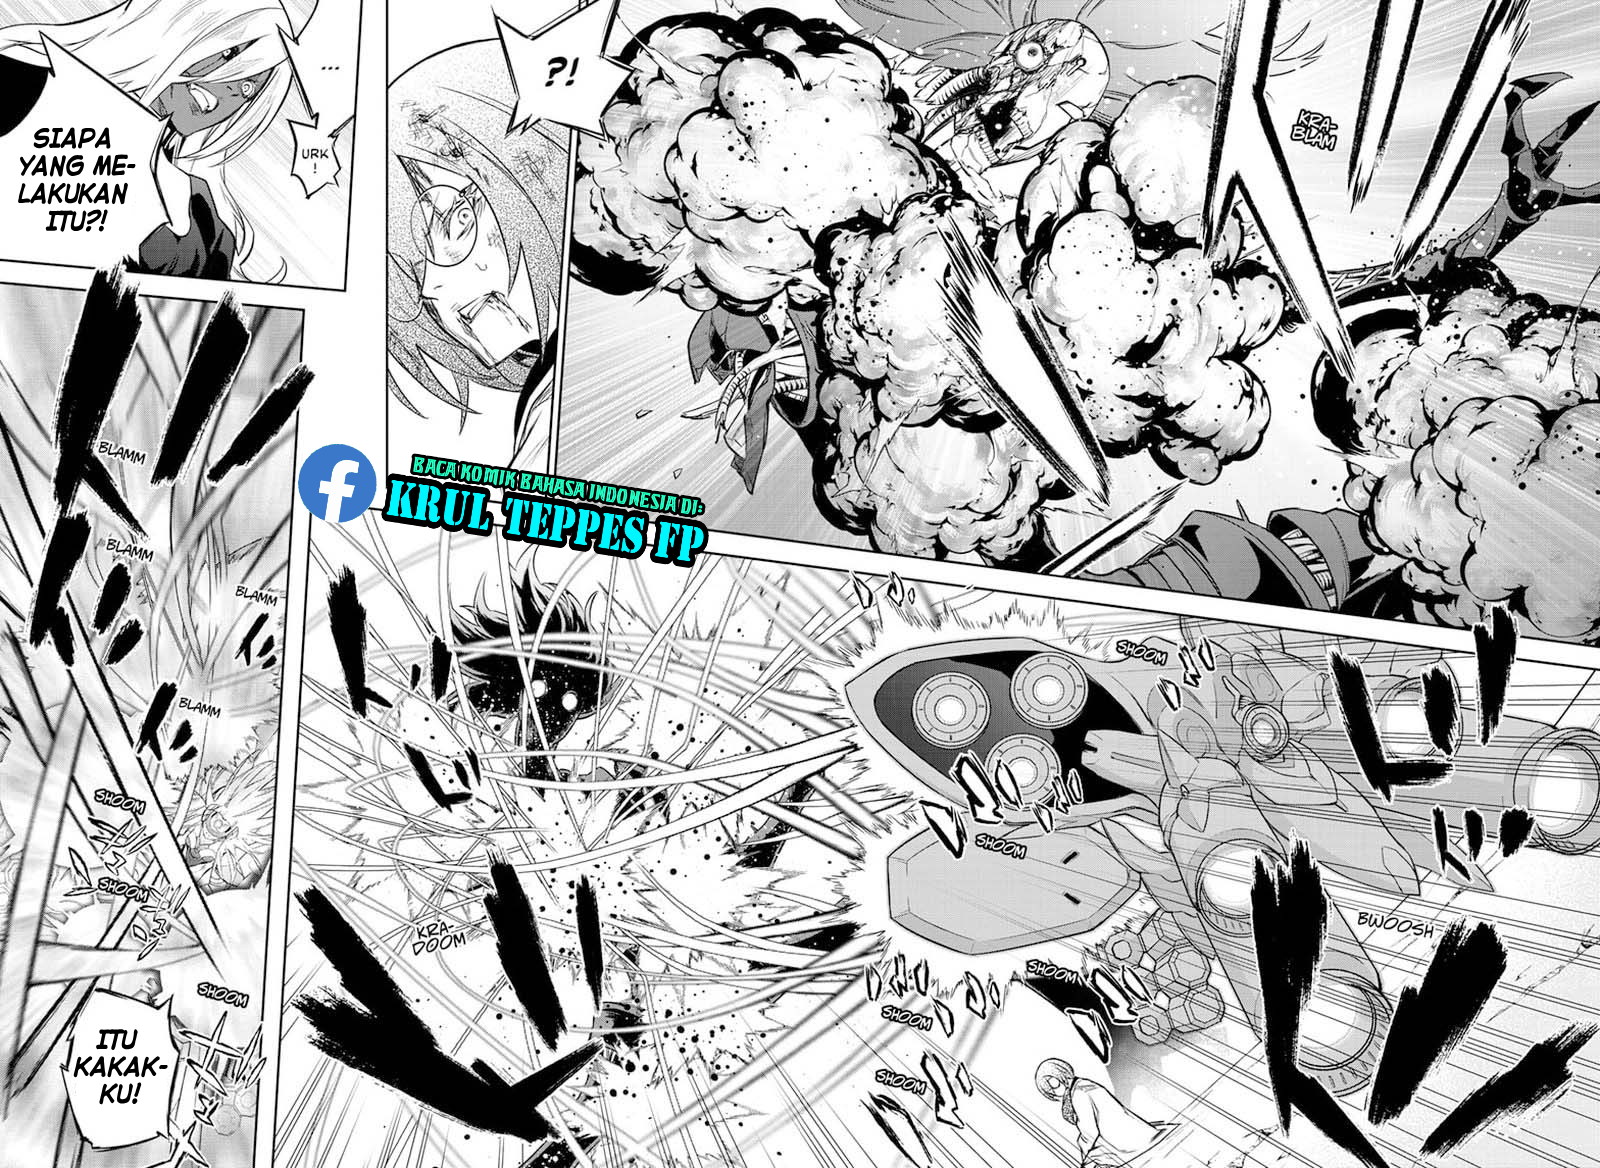 KRA-
BLAM
?!
...
URK
!
SIAPA
YANG ME-
LAKUKAN
ITU?!
BACA KOMIK BAHASA INDONESIA DI:
KRUL TEPPES FP
SHOOM
SHOOM
BWOOSH
SHOOM
SHOOM
SHOOM
KRA-
DOOM
BLAMM
BLAMM
BLAMM
BLAMM
SHOOM
SHOOM
SHOOM
ITU
KAKAK-
KU!